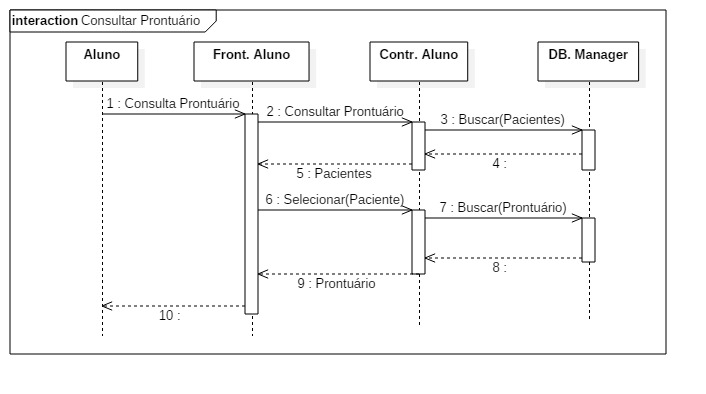 interaction Consultar Prontuário
Aluno
Front. Aluno
Contr. Aluno
DB. Manager
1 : Consulta Prontuário
2 : Consultar Prontuário
3 : Buscar(Pacientes)
4 :
5 : Pacientes
6 : Selecionar(Paciente)
7 : Buscar(Prontuário)
8 :
9 : Prontuário
10 :